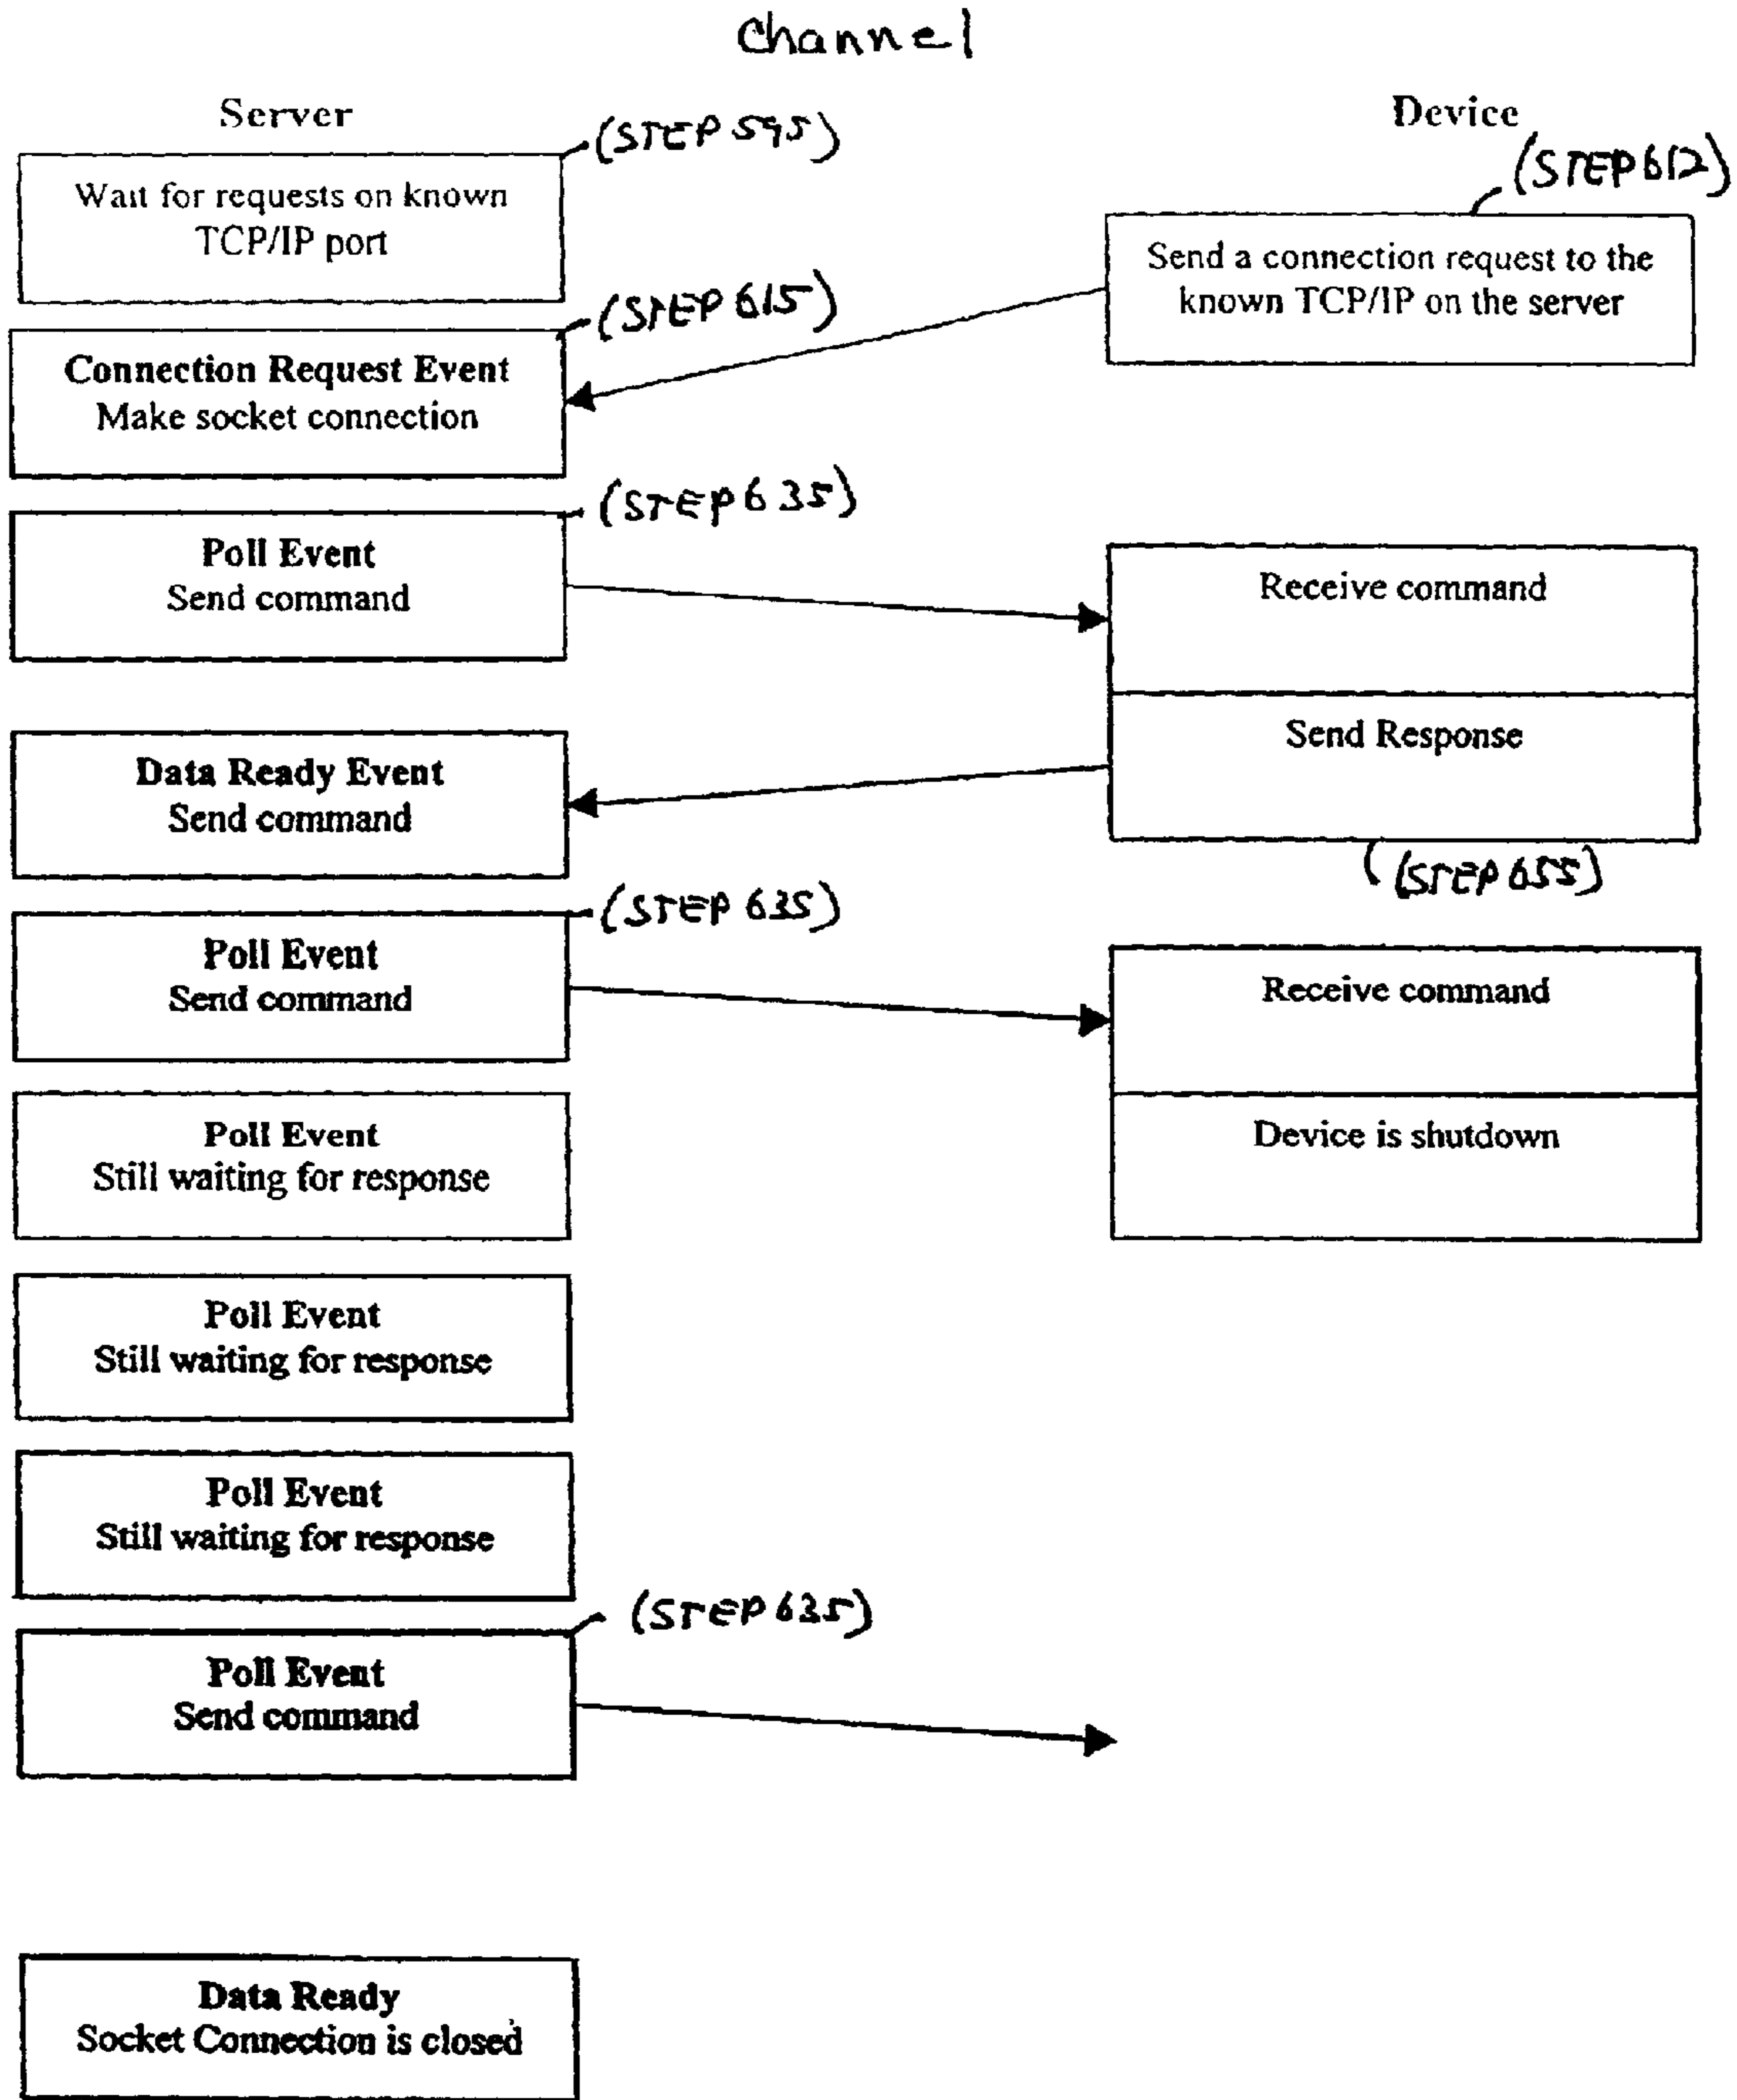 Channel
Server
Device
(STEP 595)
(STEP 612)
Wait for requests on known
TCP/IP port
Send a connection request to the
known TCP/IP on the server
(STEP 615)
Connection Request Event
Make socket connection
(STEP 635)
Poll Event
Send command
Receive command
Send Response
Data Ready Event
Send command
(STEP 655)
(STEP 635)
Poll Event
Send command
Receive command
Device is shutdown
Poll Event
Still waiting for response
Poll Event
Still waiting for response
Poll Event
Still waiting for response
(STEP 635)
Poll Event
Send command
Data Ready
Socket Connection is closed